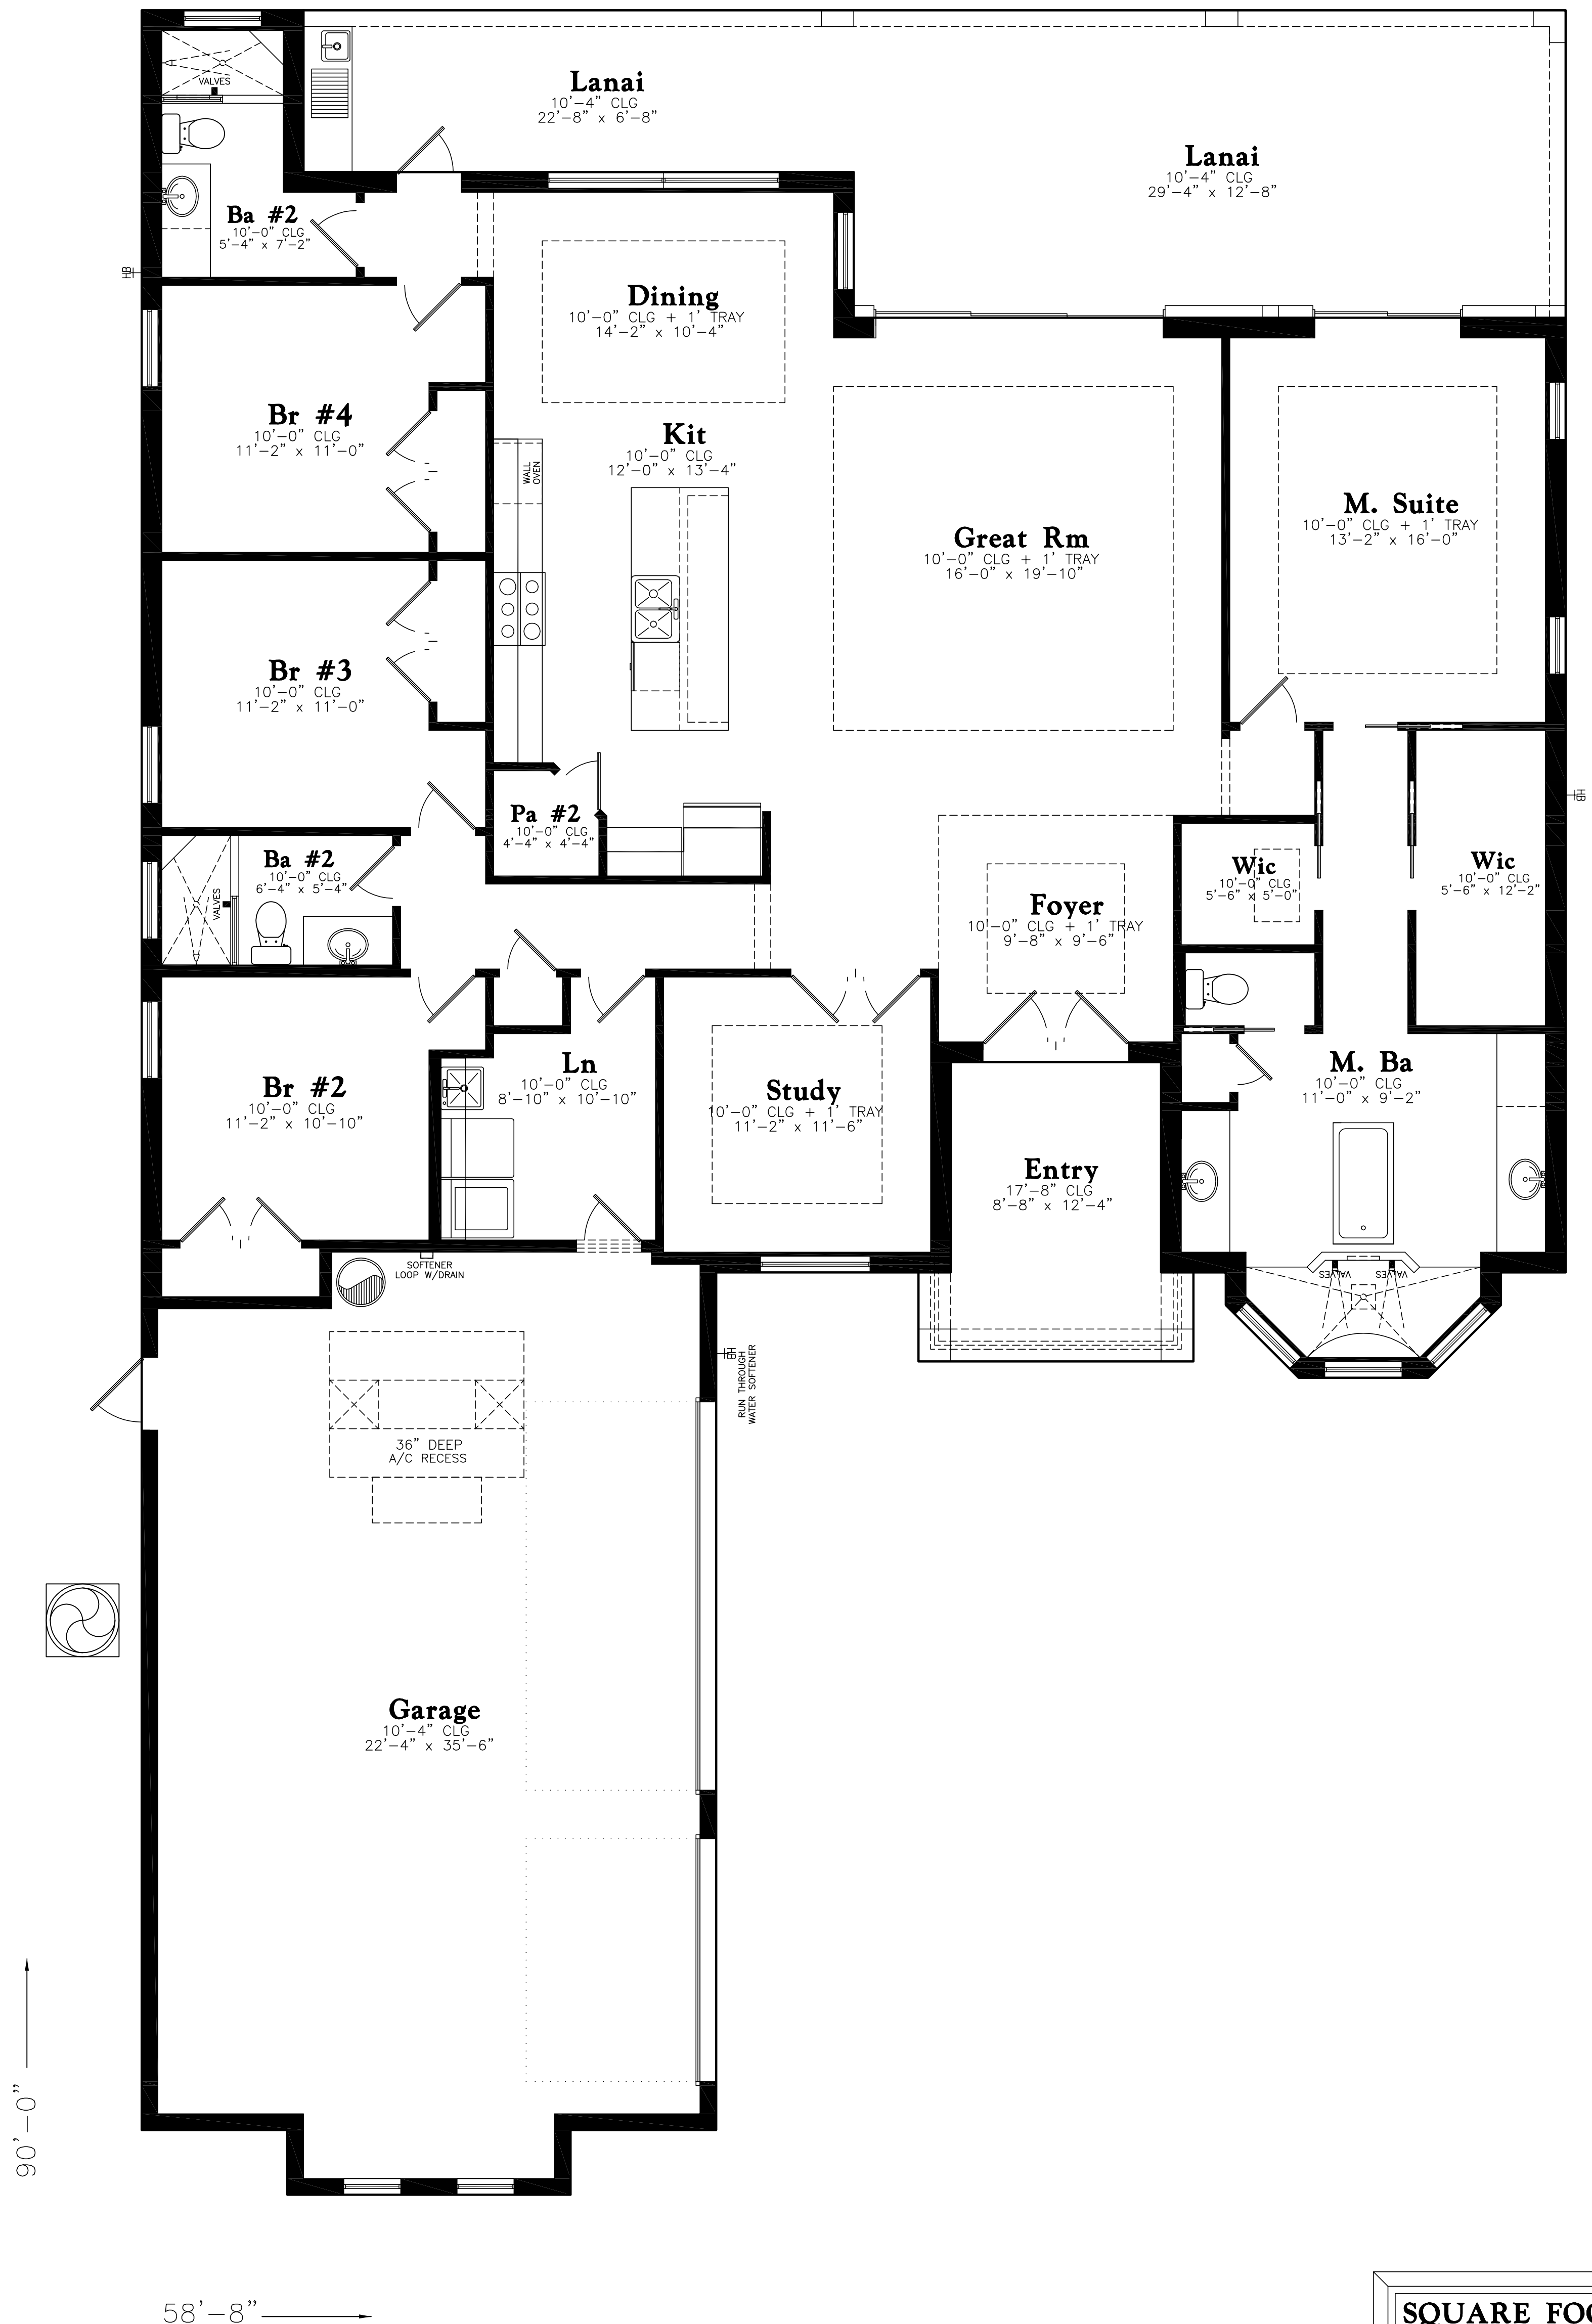 VALVES
Lanai
10'-4" CLG
22'-8" x 6'-8"
Lanai
10'-4" CLG
29'-4" x 12'-8"
Ba #2
10'-0" CLG
5'-4" x 7'-2"
HB
Dining
10'-0" CLG + 1' TRAY
14'-2" x 10'-4"
Br #4
10'-0" CLG
11'-2" x 11'-0"
Kit
10'-0" CLG
12'-0" x 13'-4"
WALL
OVEN
M. Suite
10'-0" CLG + 1' TRAY
13'-2" x 16'-0"
Great Rm
10'-0" CLG + 1' TRAY
16'-0" x 19'-10"
Br #3
10'-0" CLG
11'-2" x 11'-0"
HB
Pa #2
10'-0" CLG
4'-4" x 4'-4"
Ba #2
10'-0" CLG
6'-4" x 5'-4"
VALVES
Wic
10'-0" CLG
5'-6" x 5'-0"
Wic
10'-0" CLG
5'-6" x 12'-2"
Foyer
10'-0" CLG + 1' TRAY
9'-8" x 9'-6"
Br #2
10'-0" CLG
11'-2" x 10'-10"
Ln
10'-0" CLG
8'-10" x 10'-10"
Study
10'-0" CLG + 1' TRAY
11'-2" x 11'-6"
M. Ba
10'-0" CLG
11'-0" x 9'-2"
Entry
17'-8" CLG
8'-8" x 12'-4"
SOFTENER
LOOP W/DRAIN
VALVES
VALVES
HB
RUN THROUGH
WATER SOFTENER
36" DEEP
A/C RECESS
Garage
10'-4" CLG
22'-4" x 35'-6"
90'-0"
58'-8"
SQUARE FOO